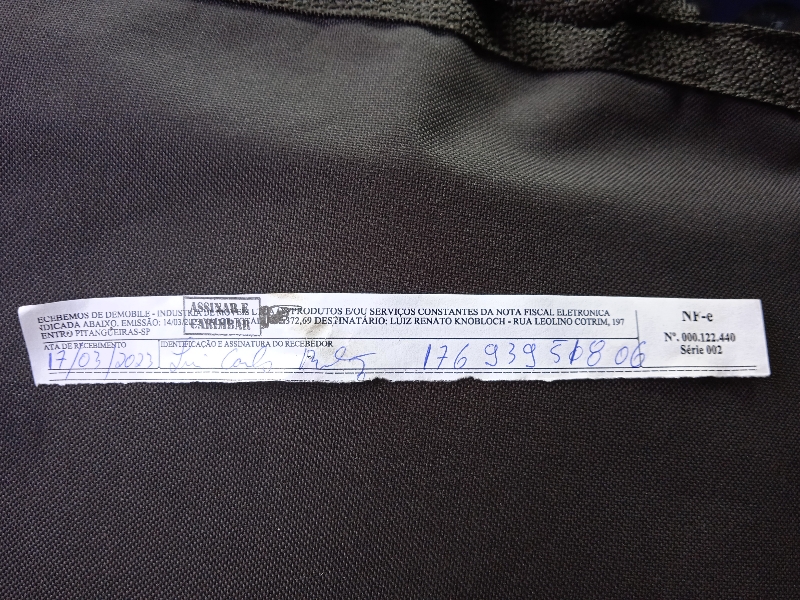 ECEBEMOS DE DEMOBILE - INDUSTRIA DE MOVEIS PRODUTOS E/OU SERVIÇOS CONSTANTES DA NOTA FISCAL ELETRONICA
NDICADA ABAIXO. EMISSÃO: 372,69 DESTINATÁRIO: LUIZ RENATO KNOBLOCH - RUA LEOLINO COTRIM, 197
ENTRO PITANGUEIRAS-SP
ASSINAR E
CARIMBAR
ATA DE RECEBIMENTO
17/03/2023
IDENTIFICAÇÃO E ASSINATURA DO RECEBEDOR
Carlos 176 939 518 06
NF-e
Nº. 000.122.440
Série 002